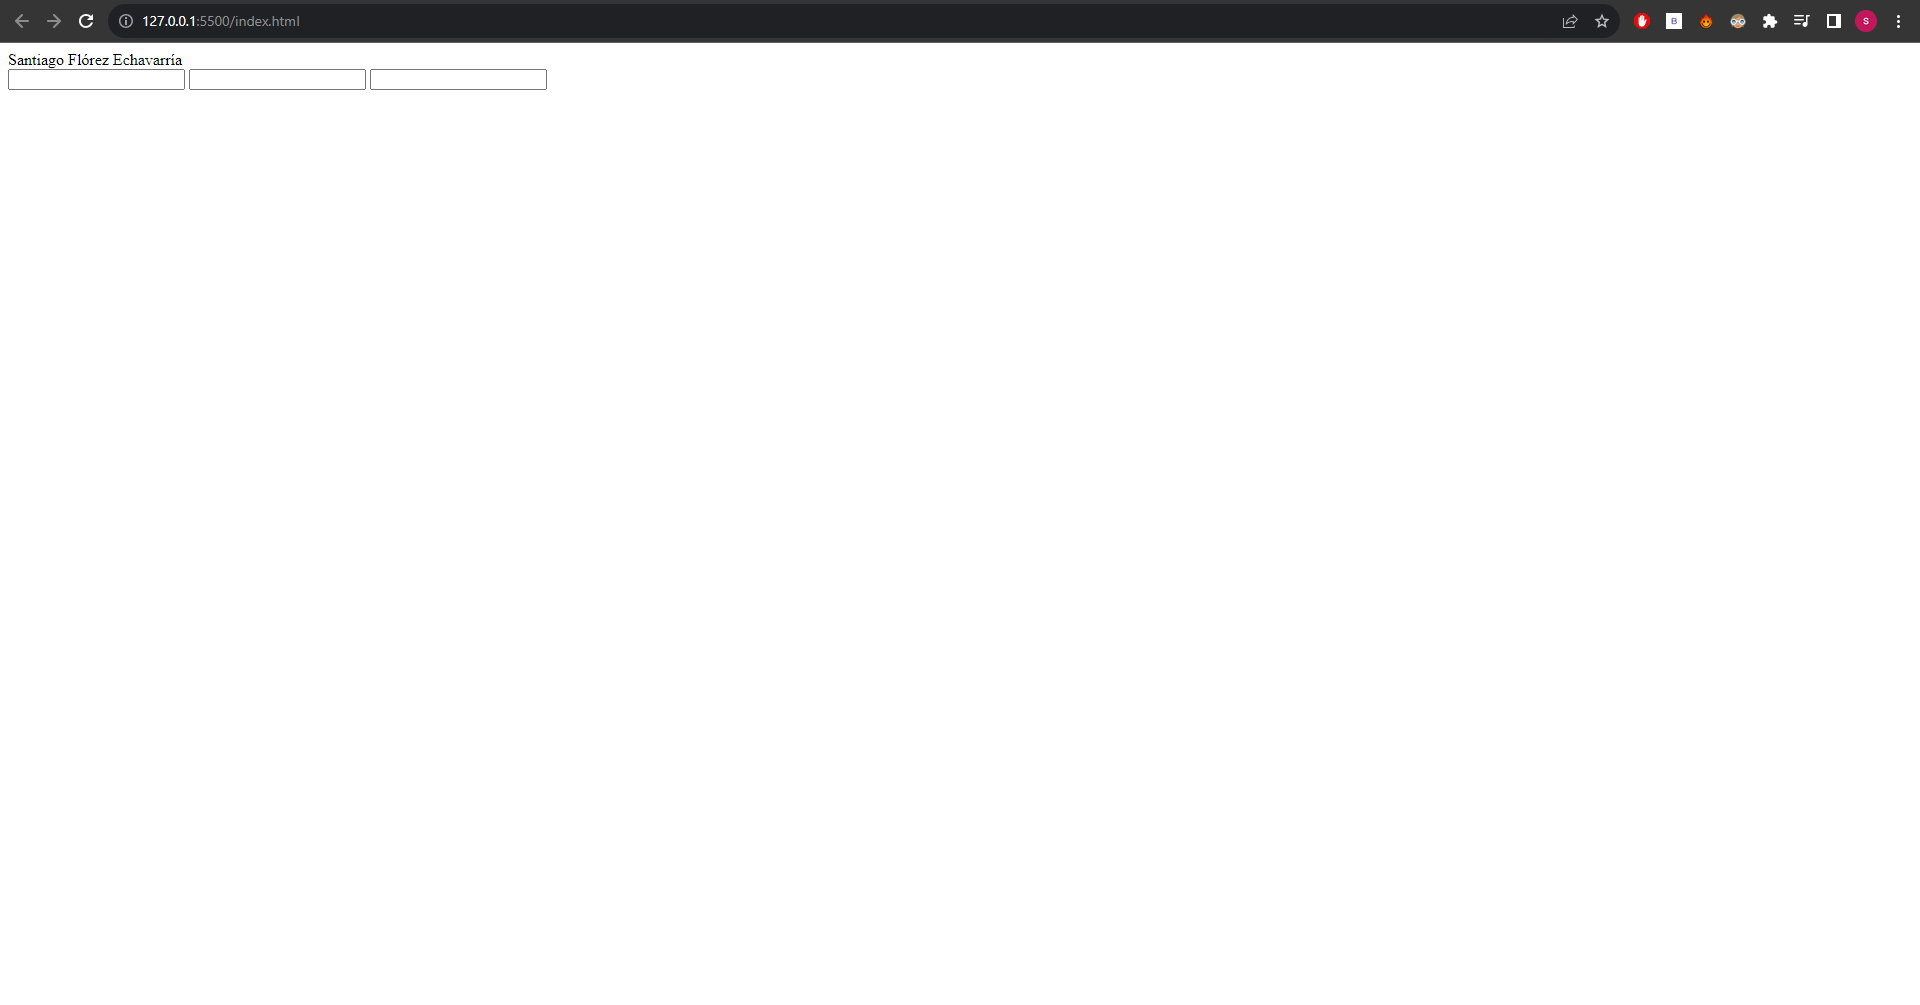 127.0.0.1:5500/index.html
B
S
Santiago Flórez Echavarría